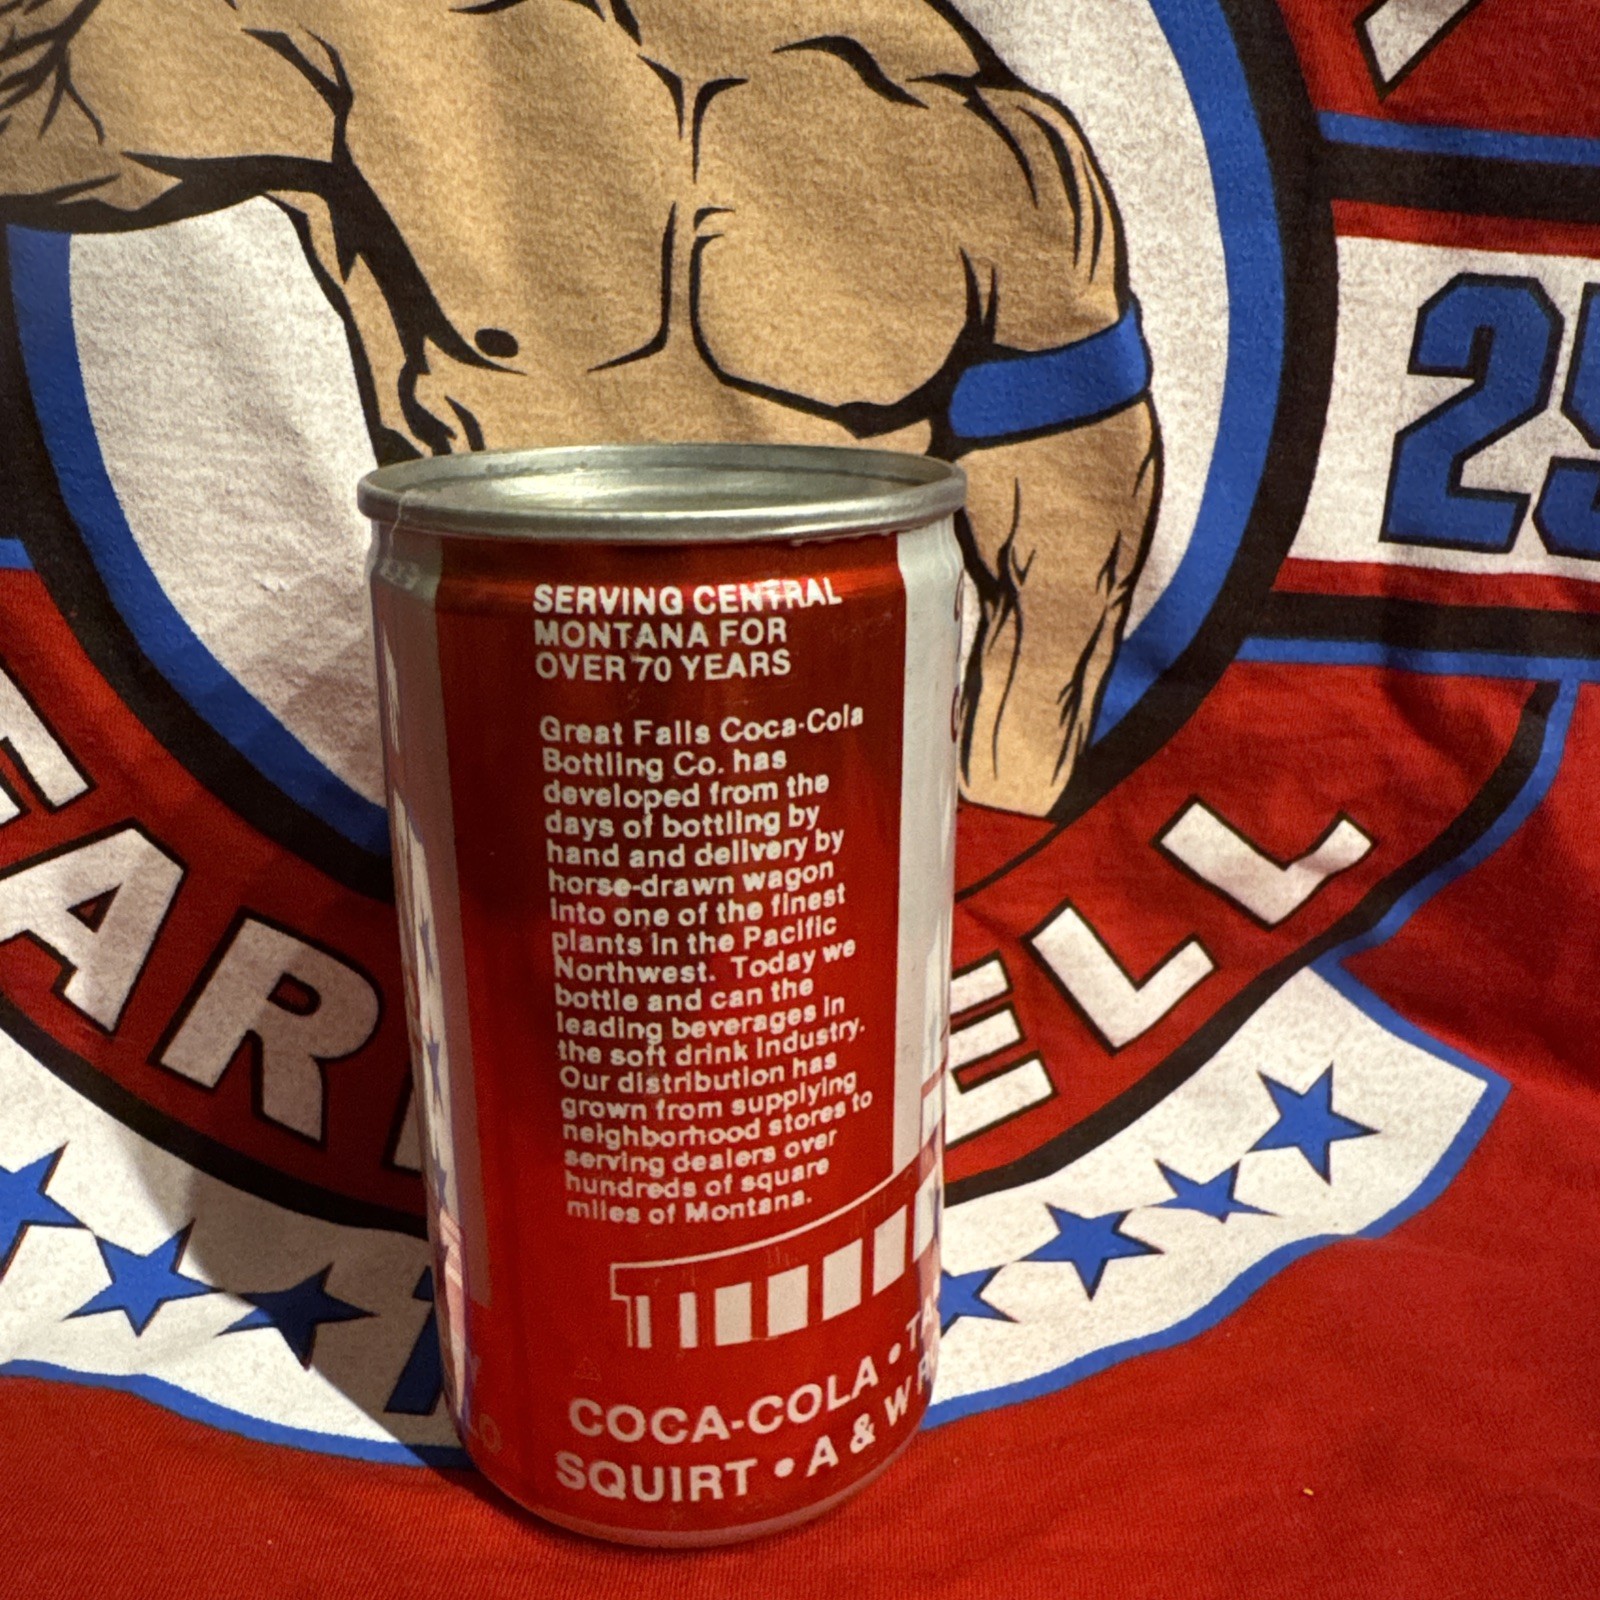 25
SERVING CENTRAL
MONTANA FOR
OVER 70 YEARS
Great Falls Coca-Cola
Bottling Co. has
developed from the
days of bottling by
hand and delivery by
horse-drawn wagon
into one of the finest
plants in the Pacific
Northwest. Today we
bottle and can the
leading beverages in
the soft drink industry.
Our distribution has
grown from supplying
neighborhood stores to
serving dealers over
hundreds of square
miles of Montana.
COCA-COLA •
SQUIRT • A & W